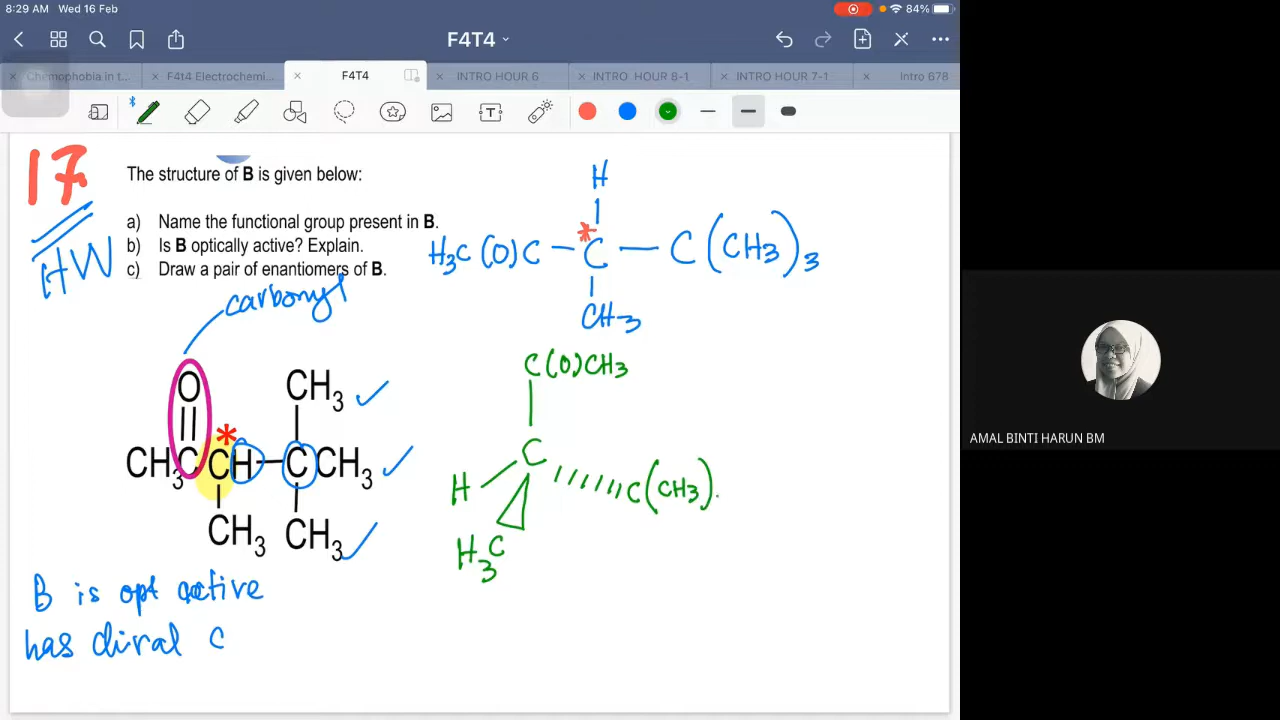 8:29 AM Wed 16 Feb
84%
F4T4
Chemophobia in t...
F4t4 Electrochemi...
F4T4
INTRO HOUR 6
INTRO HOUR 8-1
INTRO HOUR 7-1
Intro 678
17
HW
The structure of B is given below:
a) Name the functional group present in B.
b) Is B optically active? Explain.
c) Draw a pair of enantiomers of B.
carbonyl
H
*
H3C(O)C — C — C(CH3)3
CH3
O
CH3
*
CH3C CH — C CH3
CH3 CH3
C(O)CH3
C
H
C(CH3)
H3C
B is opt active
has chiral C
AMAL BINTI HARUN BM